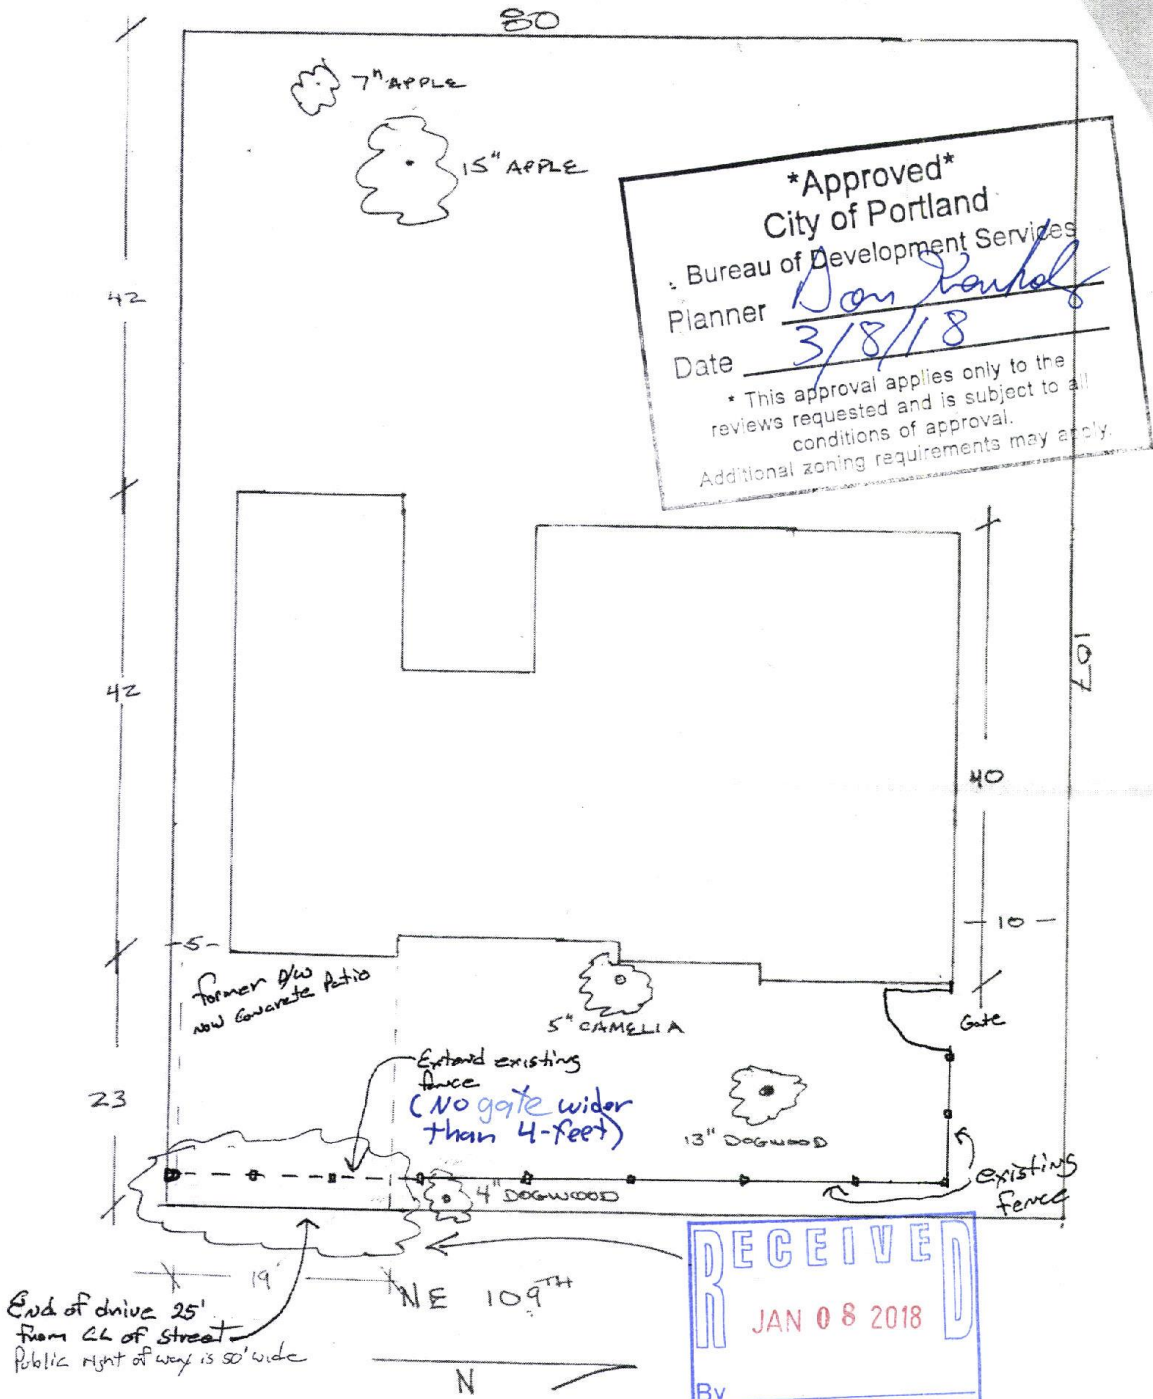 80
7" APPLE
15" APPLE
*Approved*
City of Portland
Bureau of Development Services
Planner
Date 3/8/18
* This approval applies only to the
reviews requested and is subject to all
conditions of approval.
Additional zoning requirements may apply.
42
42
107
40
10
5
former D/W
now Concrete Patio
5" CAMELIA
Gate
Extend existing
fence
(No gate wider
than 4-feet)
23
13" DOGWOOD
existing
fence
4" DOGWOOD
19'
NE 109TH
RECEIVED
JAN 08 2018
By
End of drive 25'
from CL of street
Public right of way is 50' wide
N